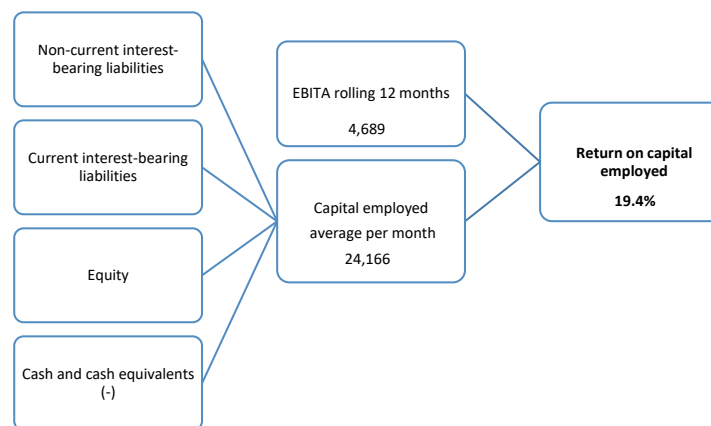 Non-current interest-
bearing liabilities
Current interest-bearing
liabilities
Equity
Cash and cash equivalents
(-)
EBITA rolling 12 months
4,689
Capital employed
average per month
24,166
Return on capital
employed
19.4%